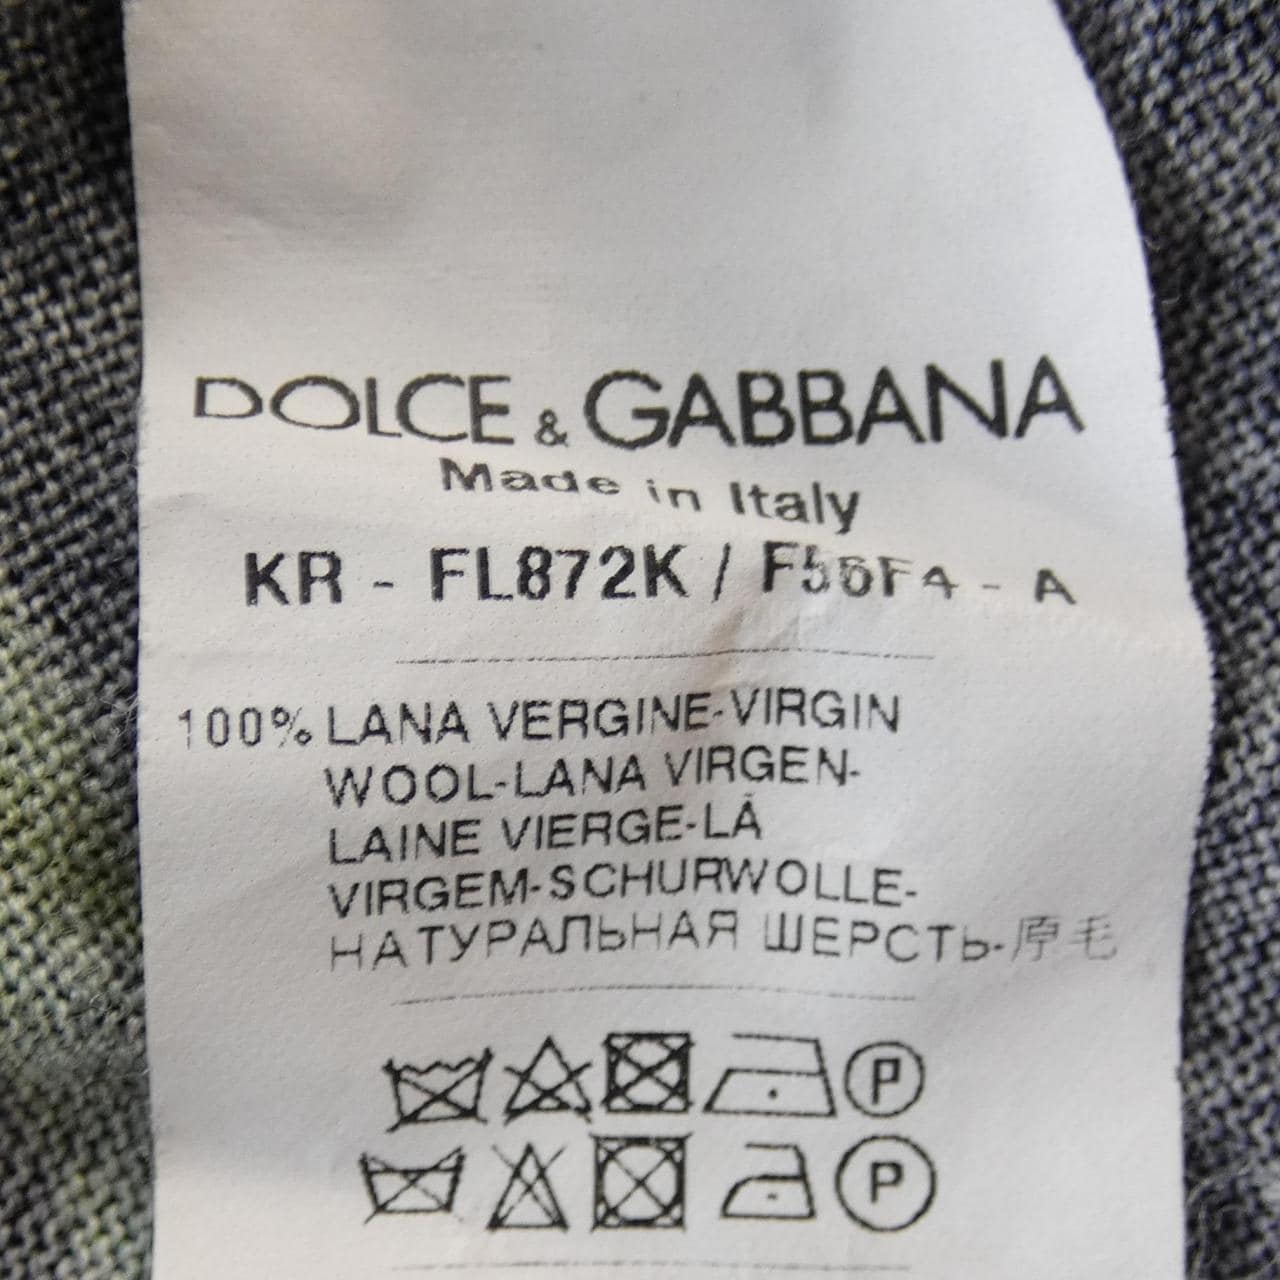 DOLCE & GABBANA
Made in Italy
KR - FL872K / F56F4 - A
100% LANA VERGINE-VIRGIN
WOOL-LANA VIRGEN-
LAINE VIERGE-LÃ
VIRGEM-SCHURWOLLE-
НАТУРАЛЬНАЯ ШЕРСТЬ-原毛
P
P